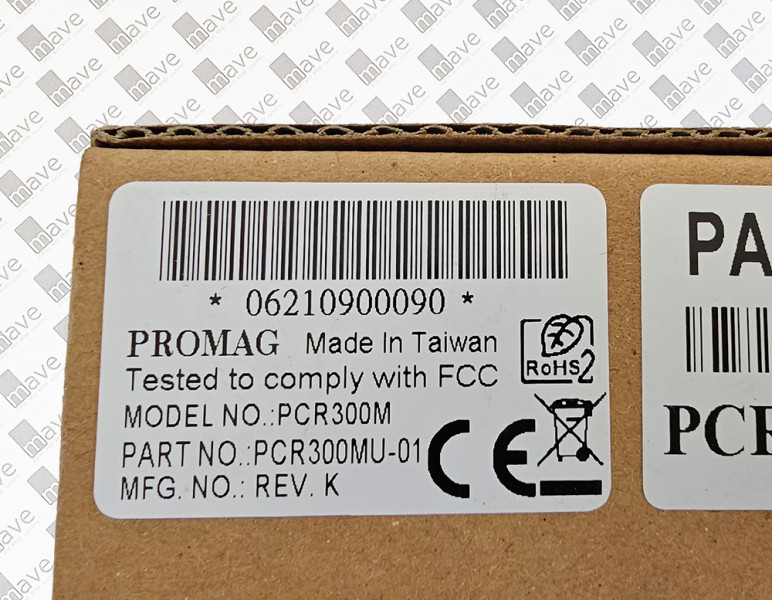 * 06210900090 *
PROMAG Made In Taiwan
RoHS2
Tested to comply with FCC
MODEL NO.:PCR300M
PART NO.:PCR300MU-01
CE
MFG. NO.: REV. K
PA
PCR
mave